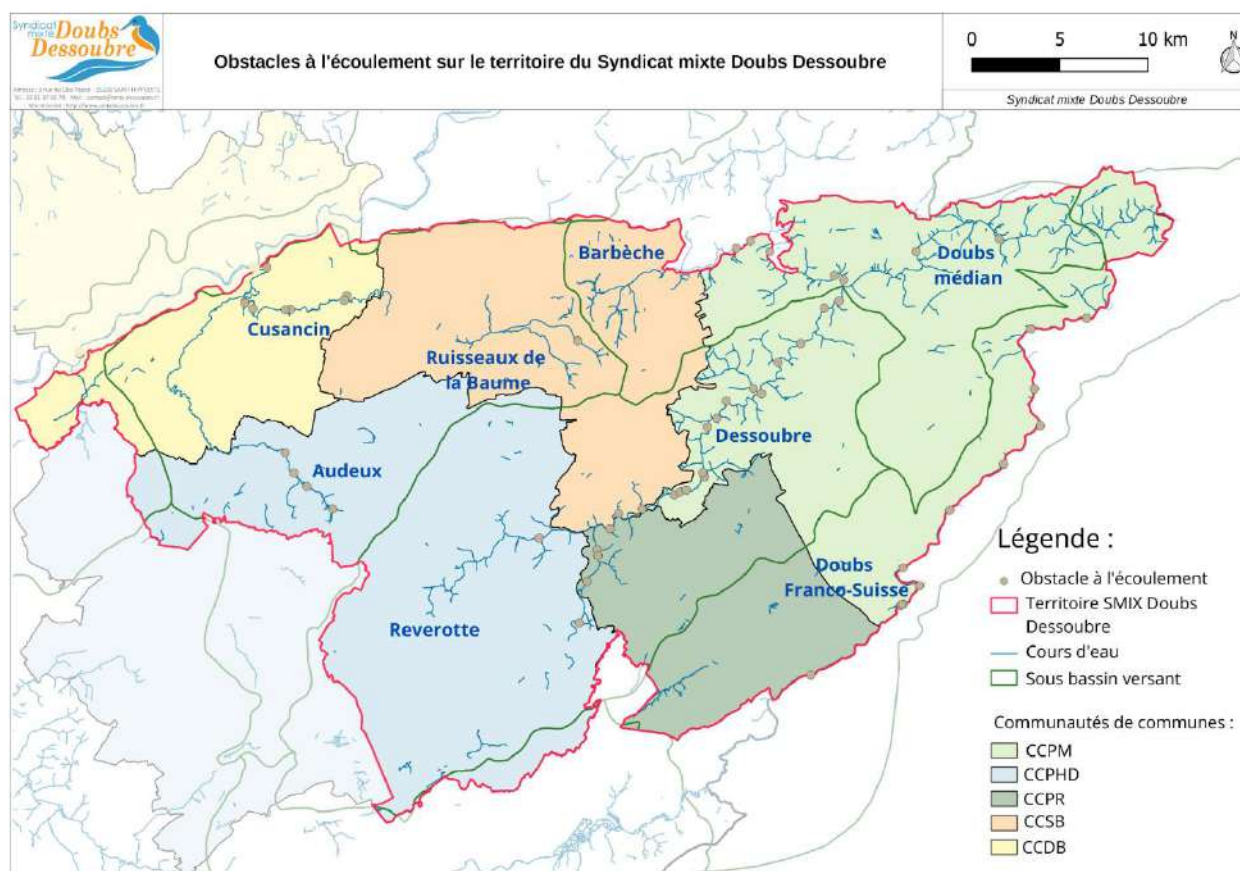 Syndicat
mixte
Doubs
Dessoubre
Obstacles à l'écoulement sur le territoire du Syndicat mixte Doubs Dessoubre
0 5 10 km
N
Syndicat mixte Doubs Dessoubre
Barbèche
Doubs
médian
Cusancin
Ruisseaux de
la Baume
Dessoubre
Audeux
Doubs
Franco-Suisse
Reverotte
Légende :
Obstacle à l'écoulement
Territoire SMIX Doubs
Dessoubre
Cours d'eau
Sous bassin versant
Communautés de communes :
CCPM
CCPHD
CCPR
CCSB
CCDB